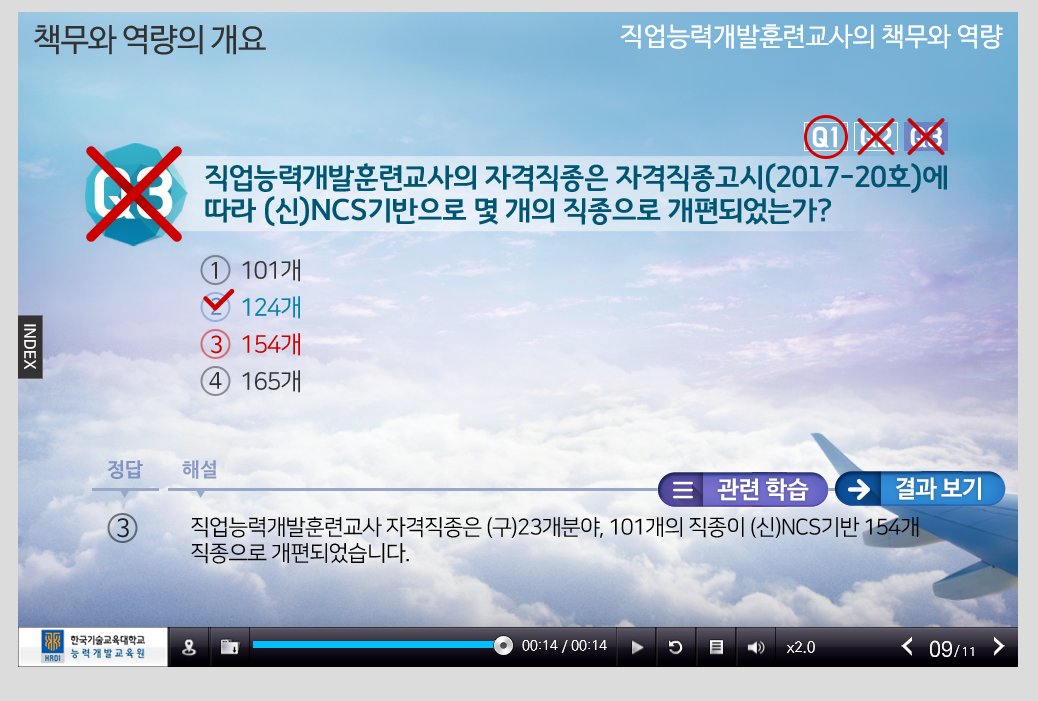 책무와 역량의 개요
직업능력개발훈련교사의 책무와 역량
Q1 Q2 Q3
Q3
직업능력개발훈련교사의 자격직종은 자격직종고시(2017-20호)에
따라 (신)NCS기반으로 몇 개의 직종으로 개편되었는가?
① 101개
② 124개
③ 154개
④ 165개
INDEX
정답 해설
관련 학습
결과 보기
③
직업능력개발훈련교사 자격직종은 (구)23개분야, 101개의 직종이 (신)NCS기반 154개
직종으로 개편되었습니다.
HRDI
한국기술교육대학교
능력개발교육원
00:14 / 00:14
x2.0
09/11